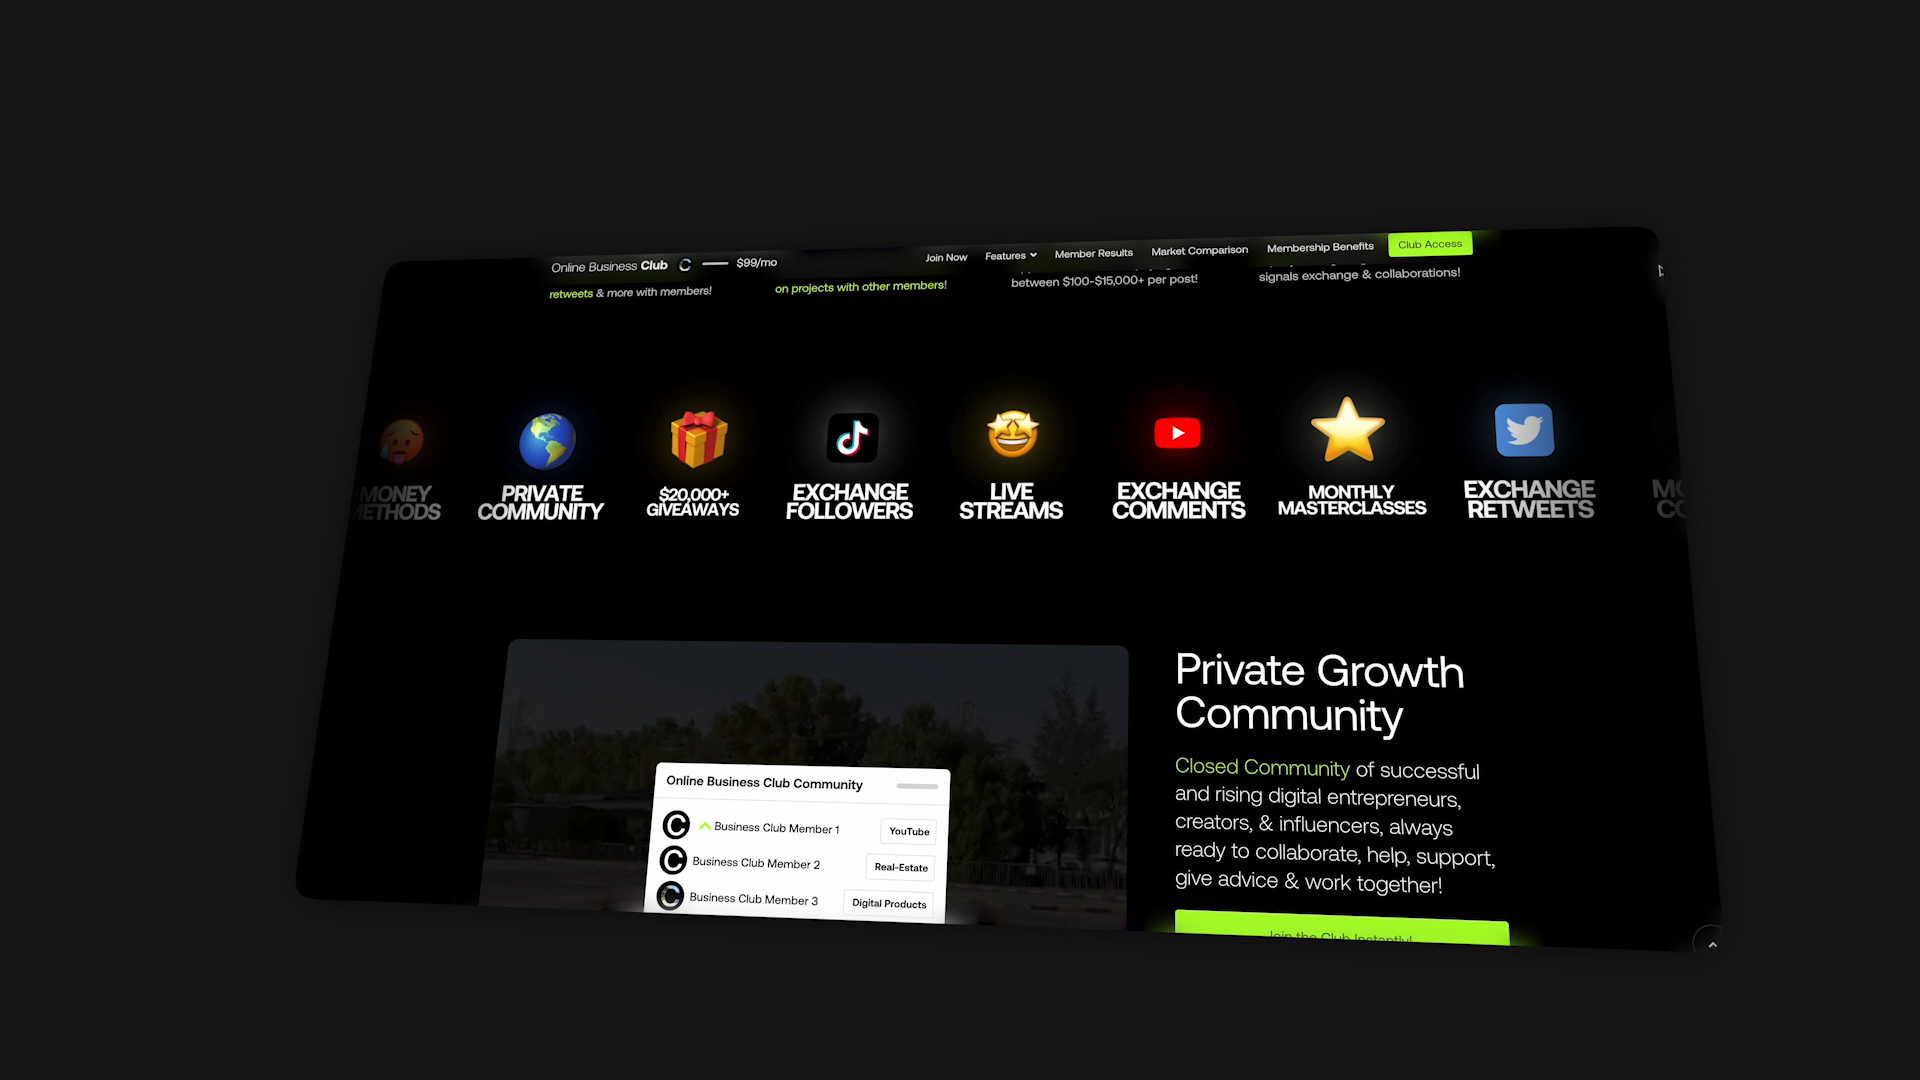 Online Business Club $99/mo
Join Now Features Member Results Market Comparison Membership Benefits Club Access
retweets & more with members!
on projects with other members!
between $100-$15,000+ per post!
signals exchange & collaborations!
MONEY
METHODS
PRIVATE
COMMUNITY
$20,000+
GIVEAWAYS
EXCHANGE
FOLLOWERS
LIVE
STREAMS
EXCHANGE
COMMENTS
MONTHLY
MASTERCLASSES
EXCHANGE
RETWEETS
Private Growth
Community
Closed Community of successful
and rising digital entrepreneurs,
creators, & influencers, always
ready to collaborate, help, support,
give advice & work together!
Join the Club Instantly!
Online Business Club Community
Business Club Member 1 YouTube
Business Club Member 2 Real-Estate
Business Club Member 3 Digital Products